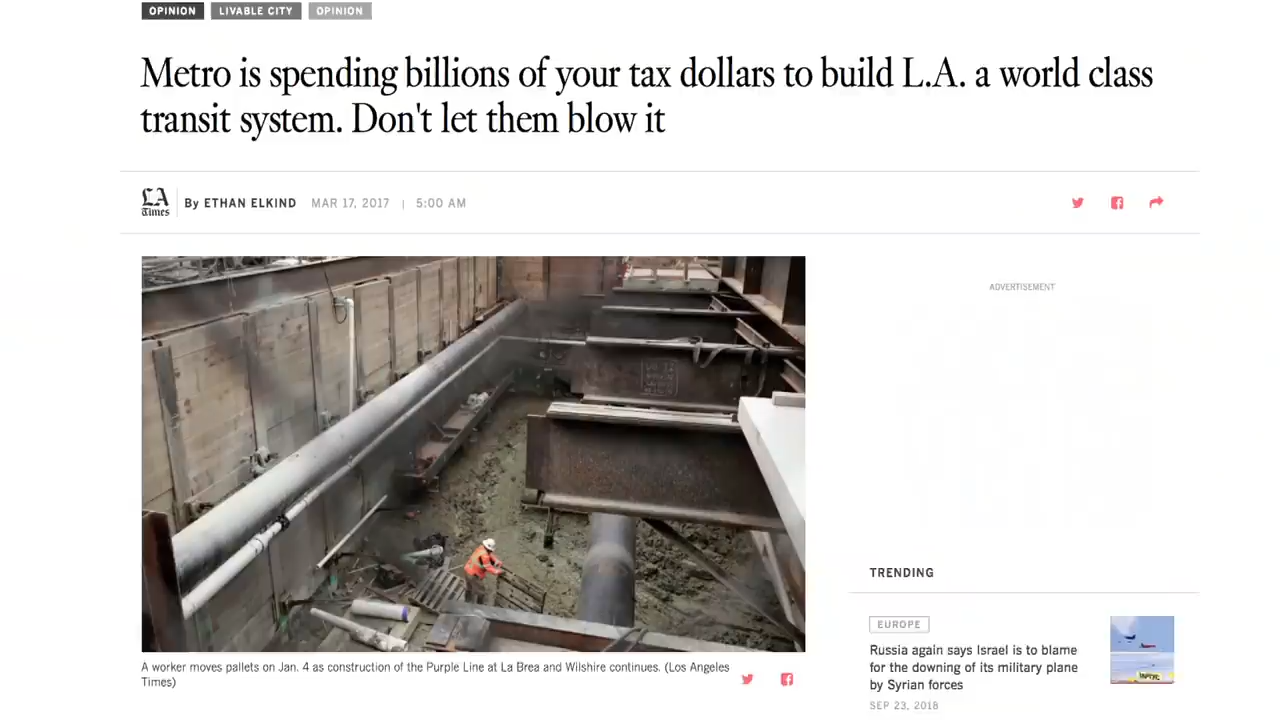 OPINION LIVABLE CITY OPINION
Metro is spending billions of your tax dollars to build L.A. a world class
transit system. Don't let them blow it
LA
Times
By ETHAN ELKIND MAR 17, 2017 | 5:00 AM
ADVERTISEMENT
A worker moves pallets on Jan. 4 as construction of the Purple Line at La Brea and Wilshire continues. (Los Angeles
Times)
TRENDING
EUROPE
Russia again says Israel is to blame
for the downing of its military plane
by Syrian forces
SEP 23, 2018